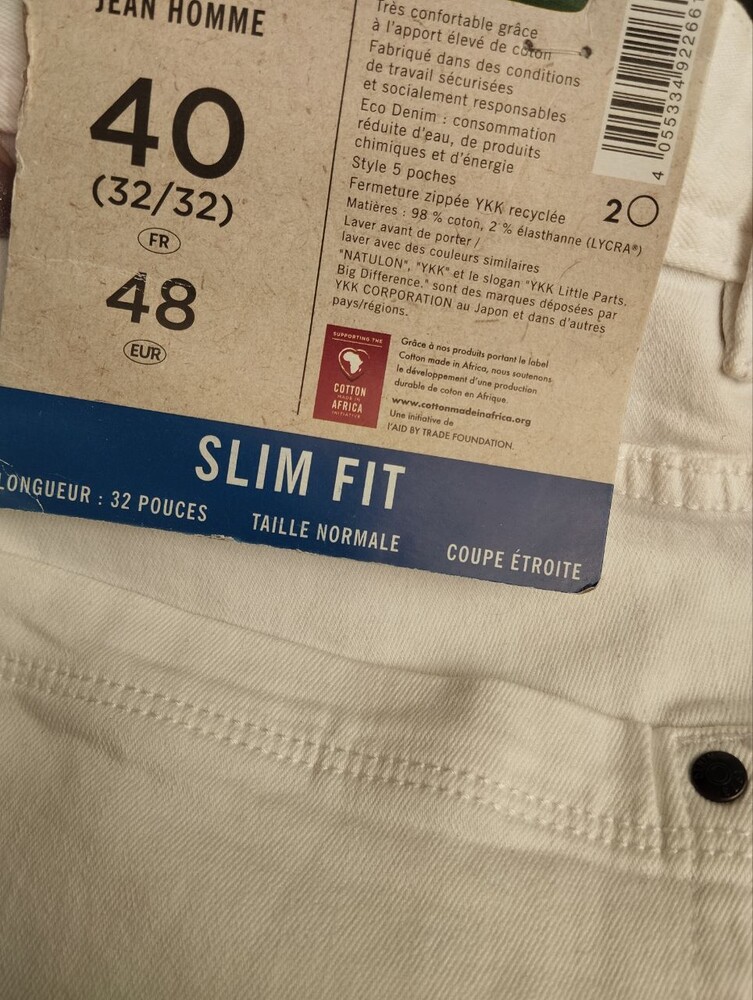 JEAN HOMME
40
(32/32)
FR
48
EUR
Très confortable grâce
à l'apport élevé de coton
Fabriqué dans des conditions
de travail sécurisées
et socialement responsables
Eco Denim : consommation
réduite d'eau, de produits
chimiques et d'énergie
Style 5 poches
Fermeture zippée YKK recyclée
Matières : 98 % coton, 2 % élasthanne (LYCRA®)
Laver avant de porter /
laver avec des couleurs similaires
"NATULON", "YKK" et le slogan "YKK Little Parts.
Big Difference." sont des marques déposées par
YKK CORPORATION au Japon et dans d'autres
pays/régions.
4 055334 922661
2
SUPPORTING THE
COTTON
MADE IN
AFRICA
INITIATIVE
Grâce à nos produits portant le label
Cotton made in Africa, nous soutenons
le développement d'une production
durable de coton en Afrique.
www.cottonmadeinafrica.org
Une initiative de
l'AID BY TRADE FOUNDATION.
SLIM FIT
LONGUEUR : 32 POUCES
TAILLE NORMALE
COUPE ÉTROITE